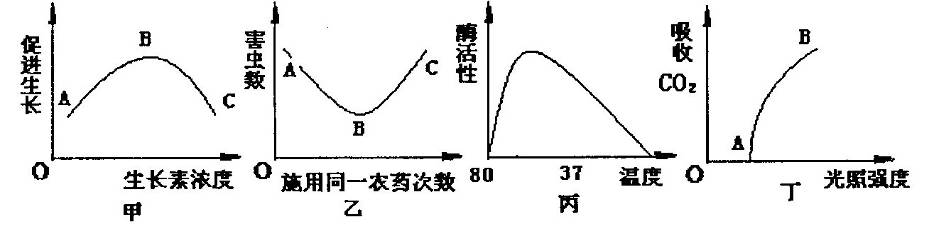 促进生长
A
B
C
O
生长素浓度
甲
害虫数
A
B
C
O
施用同一农药次数
乙
酶活性
80
37
温度
丙
吸收
CO₂
A
B
O
光照强度
丁